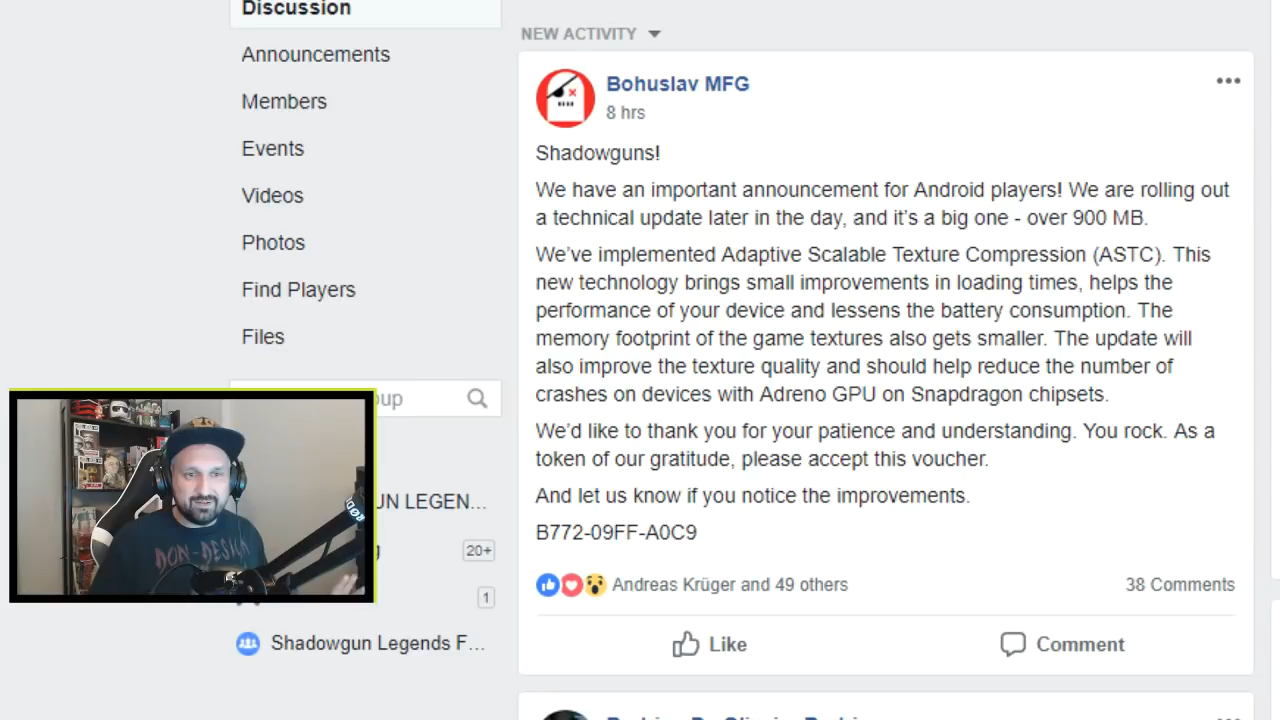 Discussion
Announcements
Members
Events
Videos
Photos
Find Players
Files
oup
UN LEGEN...
20+
1
Shadowgun Legends F...
DON-DESIGN
NEW ACTIVITY
Bohuslav MFG
8 hrs
Shadowguns!
We have an important announcement for Android players! We are rolling out
a technical update later in the day, and it's a big one - over 900 MB.
We've implemented Adaptive Scalable Texture Compression (ASTC). This
new technology brings small improvements in loading times, helps the
performance of your device and lessens the battery consumption. The
memory footprint of the game textures also gets smaller. The update will
also improve the texture quality and should help reduce the number of
crashes on devices with Adreno GPU on Snapdragon chipsets.
We'd like to thank you for your patience and understanding. You rock. As a
token of our gratitude, please accept this voucher.
And let us know if you notice the improvements.
B772-09FF-A0C9
Andreas Krüger and 49 others
38 Comments
Like
Comment